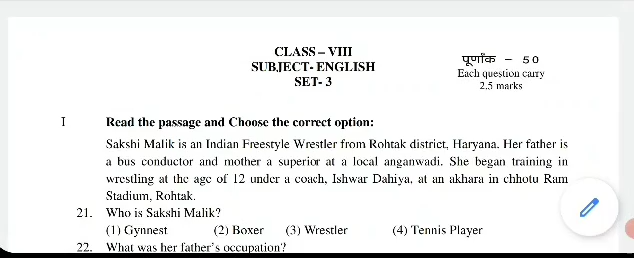 CLASS – VIII
SUBJECT- ENGLISH
SET- 3
पूर्णांक – 50
Each question carry
2.5 marks
I Read the passage and Choose the correct option:
Sakshi Malik is an Indian Freestyle Wrestler from Rohtak district, Haryana. Her father is
a bus conductor and mother a superior at a local anganwadi. She began training in
wrestling at the age of 12 under a coach, Ishwar Dahiya, at an akhara in chhotu Ram
Stadium, Rohtak.
21. Who is Sakshi Malik?
(1) Gynnest (2) Boxer (3) Wrestler (4) Tennis Player
22. What was her father's occupation?